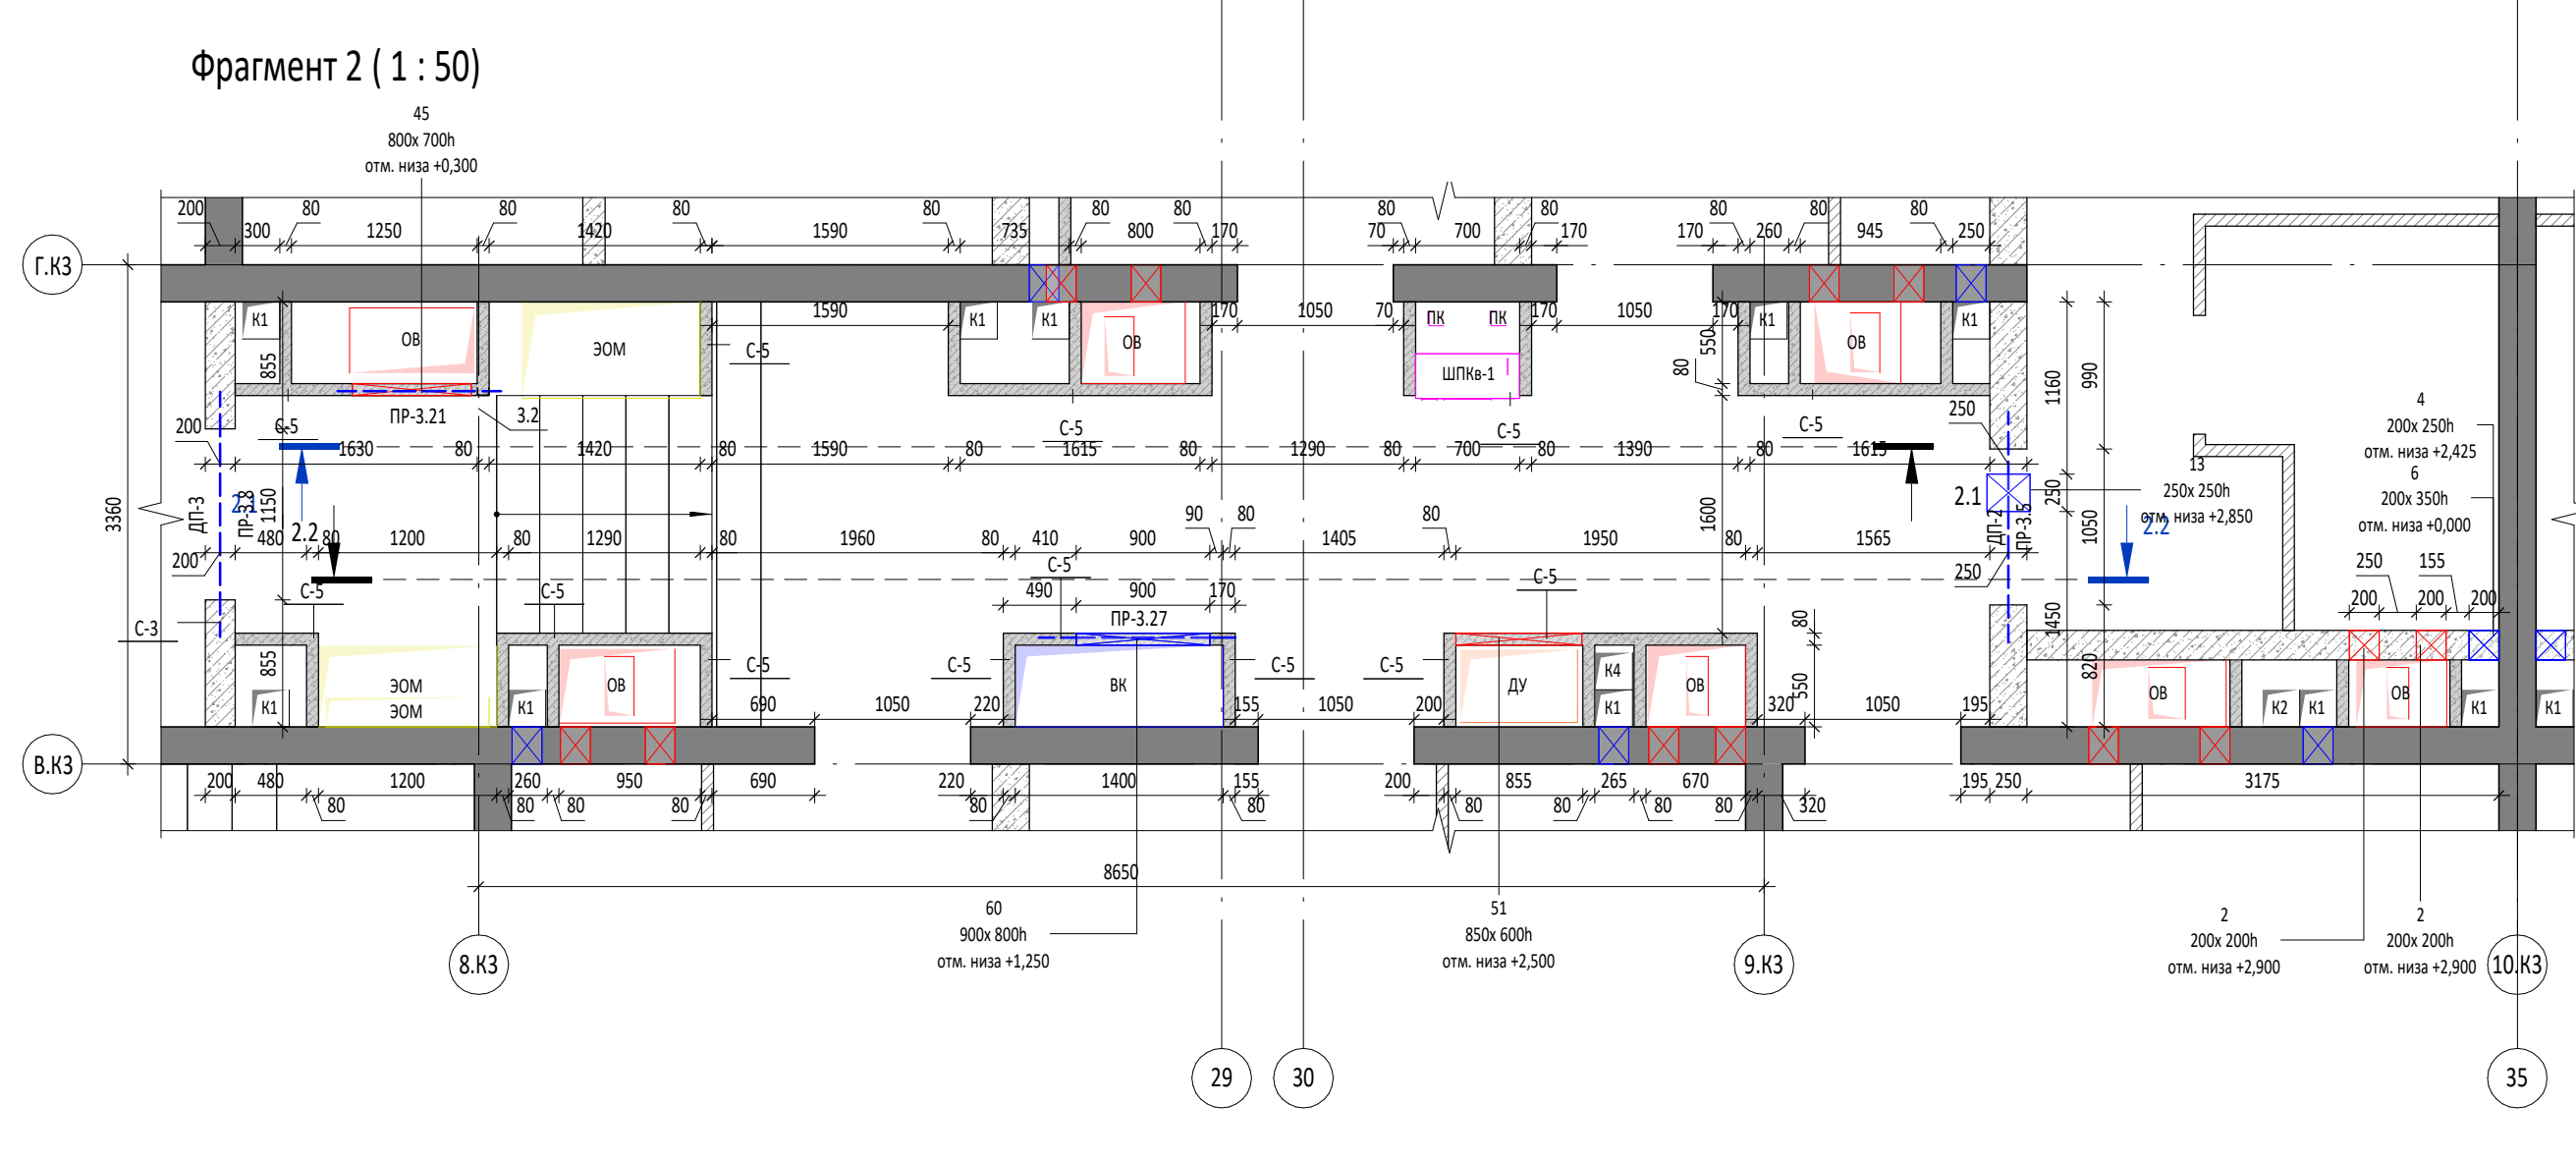 Фрагмент 2 ( 1 : 50)
45
800x 700h
отм. низа +0,300
200 80 80 80 80 80 80 80 80 80 80 80
300 1250 1420 1590 735 800 170 70 700 170 170 260 945 250
Г.К3
К1 ОВ ЭОМ 1590 К1 К1 ОВ 170 1050 70 ПК ПК 170 1050 170 К1 ОВ К1
С-5
ШПКв-1
855
550
80
1160
990
ПР-3.21
3.2
200
С-5
С-5
С-5
С-5
250
4
200x 250h
отм. низа +2,425
1630 80 1420 80 1590 80 1615 80 1290 80 700 80 1390 80 1615
13
250x 250h
отм. низа +2,850
6
200x 350h
отм. низа +0,000
3360
ДП-3
ПР-3.8
2.1
1150
2.2
90 80
80
1600
2.1
ДП-2
ПР-3.5
250
1050
2.2
480 80 1200 80 1290 80 1960 80 410 900 1405 1950 80 1565
200
250
С-5
С-5
С-5
С-5
490 900 170
250 155
200 200 200
ПР-3.27
С-3
80
1450
855
С-5
С-5
С-5
С-5
550
820
К1 ЭОМ К1 ОВ ВК ДУ К4 ОВ ОВ К2 К1 ОВ К1 К1
ЭОМ
К1
690 1050 220 155 1050 200 320 1050 195
В.К3
200 480 1200 260 950 690 220 1400 155 200 855 265 670 195 250 3175
80 80 80 80 80 80 80 80 80 80 320
8650
60
900x 800h
отм. низа +1,250
51
850x 600h
отм. низа +2,500
2
200x 200h
отм. низа +2,900
2
200x 200h
отм. низа +2,900
8.К3
9.К3
10.К3
29
30
35